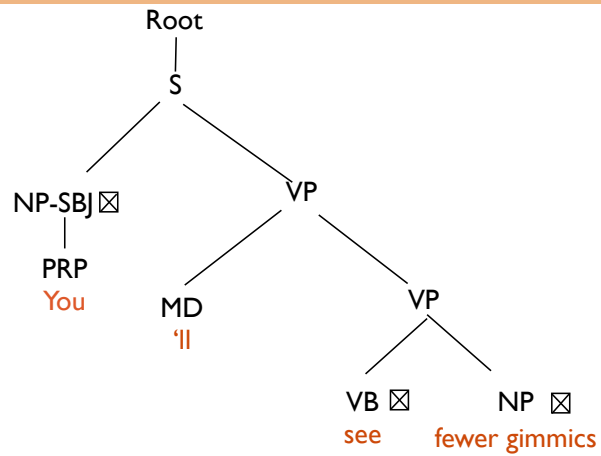 Root
S
NP-SBJ ☒
VP
PRP
You
MD
‘ll
VP
VB ☒
NP ☒
see
fewer gimmics